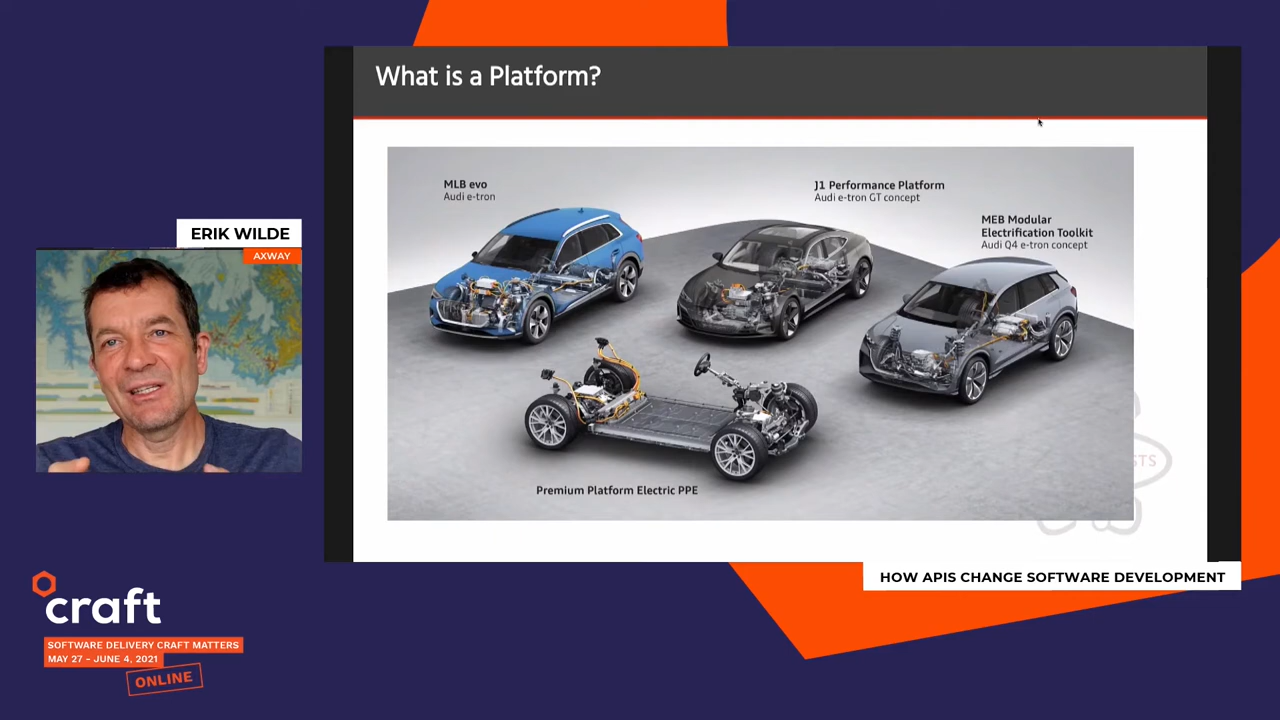 What is a Platform?
MLB evo
Audi e-tron
J1 Performance Platform
Audi e-tron GT concept
MEB Modular
Electrification Toolkit
Audi Q4 e-tron concept
Premium Platform Electric PPE
ERIK WILDE
AXWAY
HOW APIS CHANGE SOFTWARE DEVELOPMENT
craft
SOFTWARE DELIVERY CRAFT MATTERS
MAY 27 - JUNE 4, 2021
ONLINE